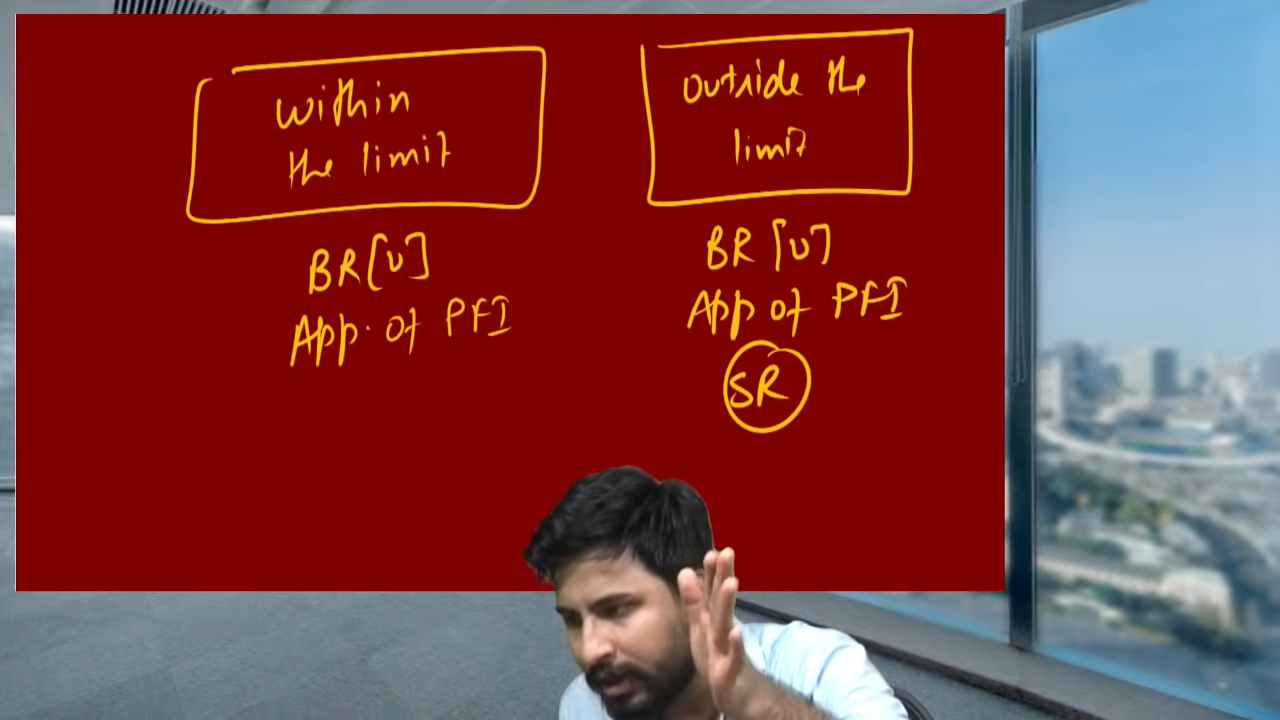 within
the limit
BR[U]
App. of PFI
outside the
limit
BR [U]
App of PFI
SR